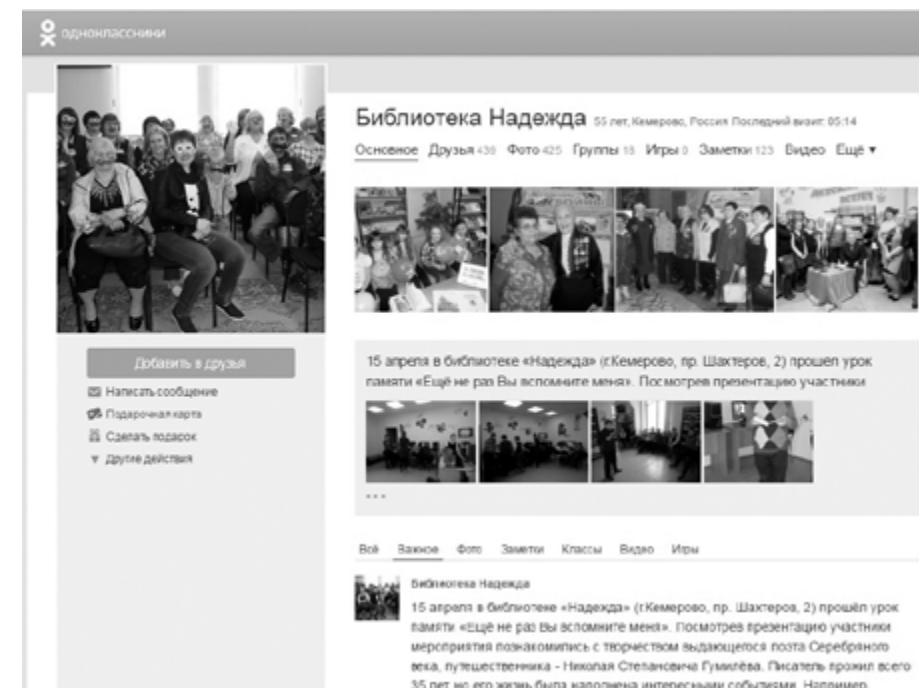 одноклассники
Библиотека Надежда 55 лет, Кемерово, Россия Последний визит: 05:14
Основное Друзья 439 Фото 425 Группы 18 Игры 0 Заметки 123 Видео Ещё ▾
Добавить в друзья
Написать сообщение
Подарочная карта
Сделать подарок
Другие действия
15 апреля в библиотеке «Надежда» (г.Кемерово, пр. Шахтеров, 2) прошёл урок
памяти «Ещё не раз Вы вспомните меня». Посмотрев презентацию участники
...
Всё Важное Фото Заметки Классы Видео Игры
Библиотека Надежда
15 апреля в библиотеке «Надежда» (г.Кемерово, пр. Шахтеров, 2) прошёл урок
памяти «Ещё не раз Вы вспомните меня». Посмотрев презентацию участники
мероприятия познакомились с творчеством выдающегося поэта Серебряного
века, путешественника - Николая Степановича Гумилёва. Писатель прожил всего
35 лет но его жизнь была наполнена интересными событиями. Например,